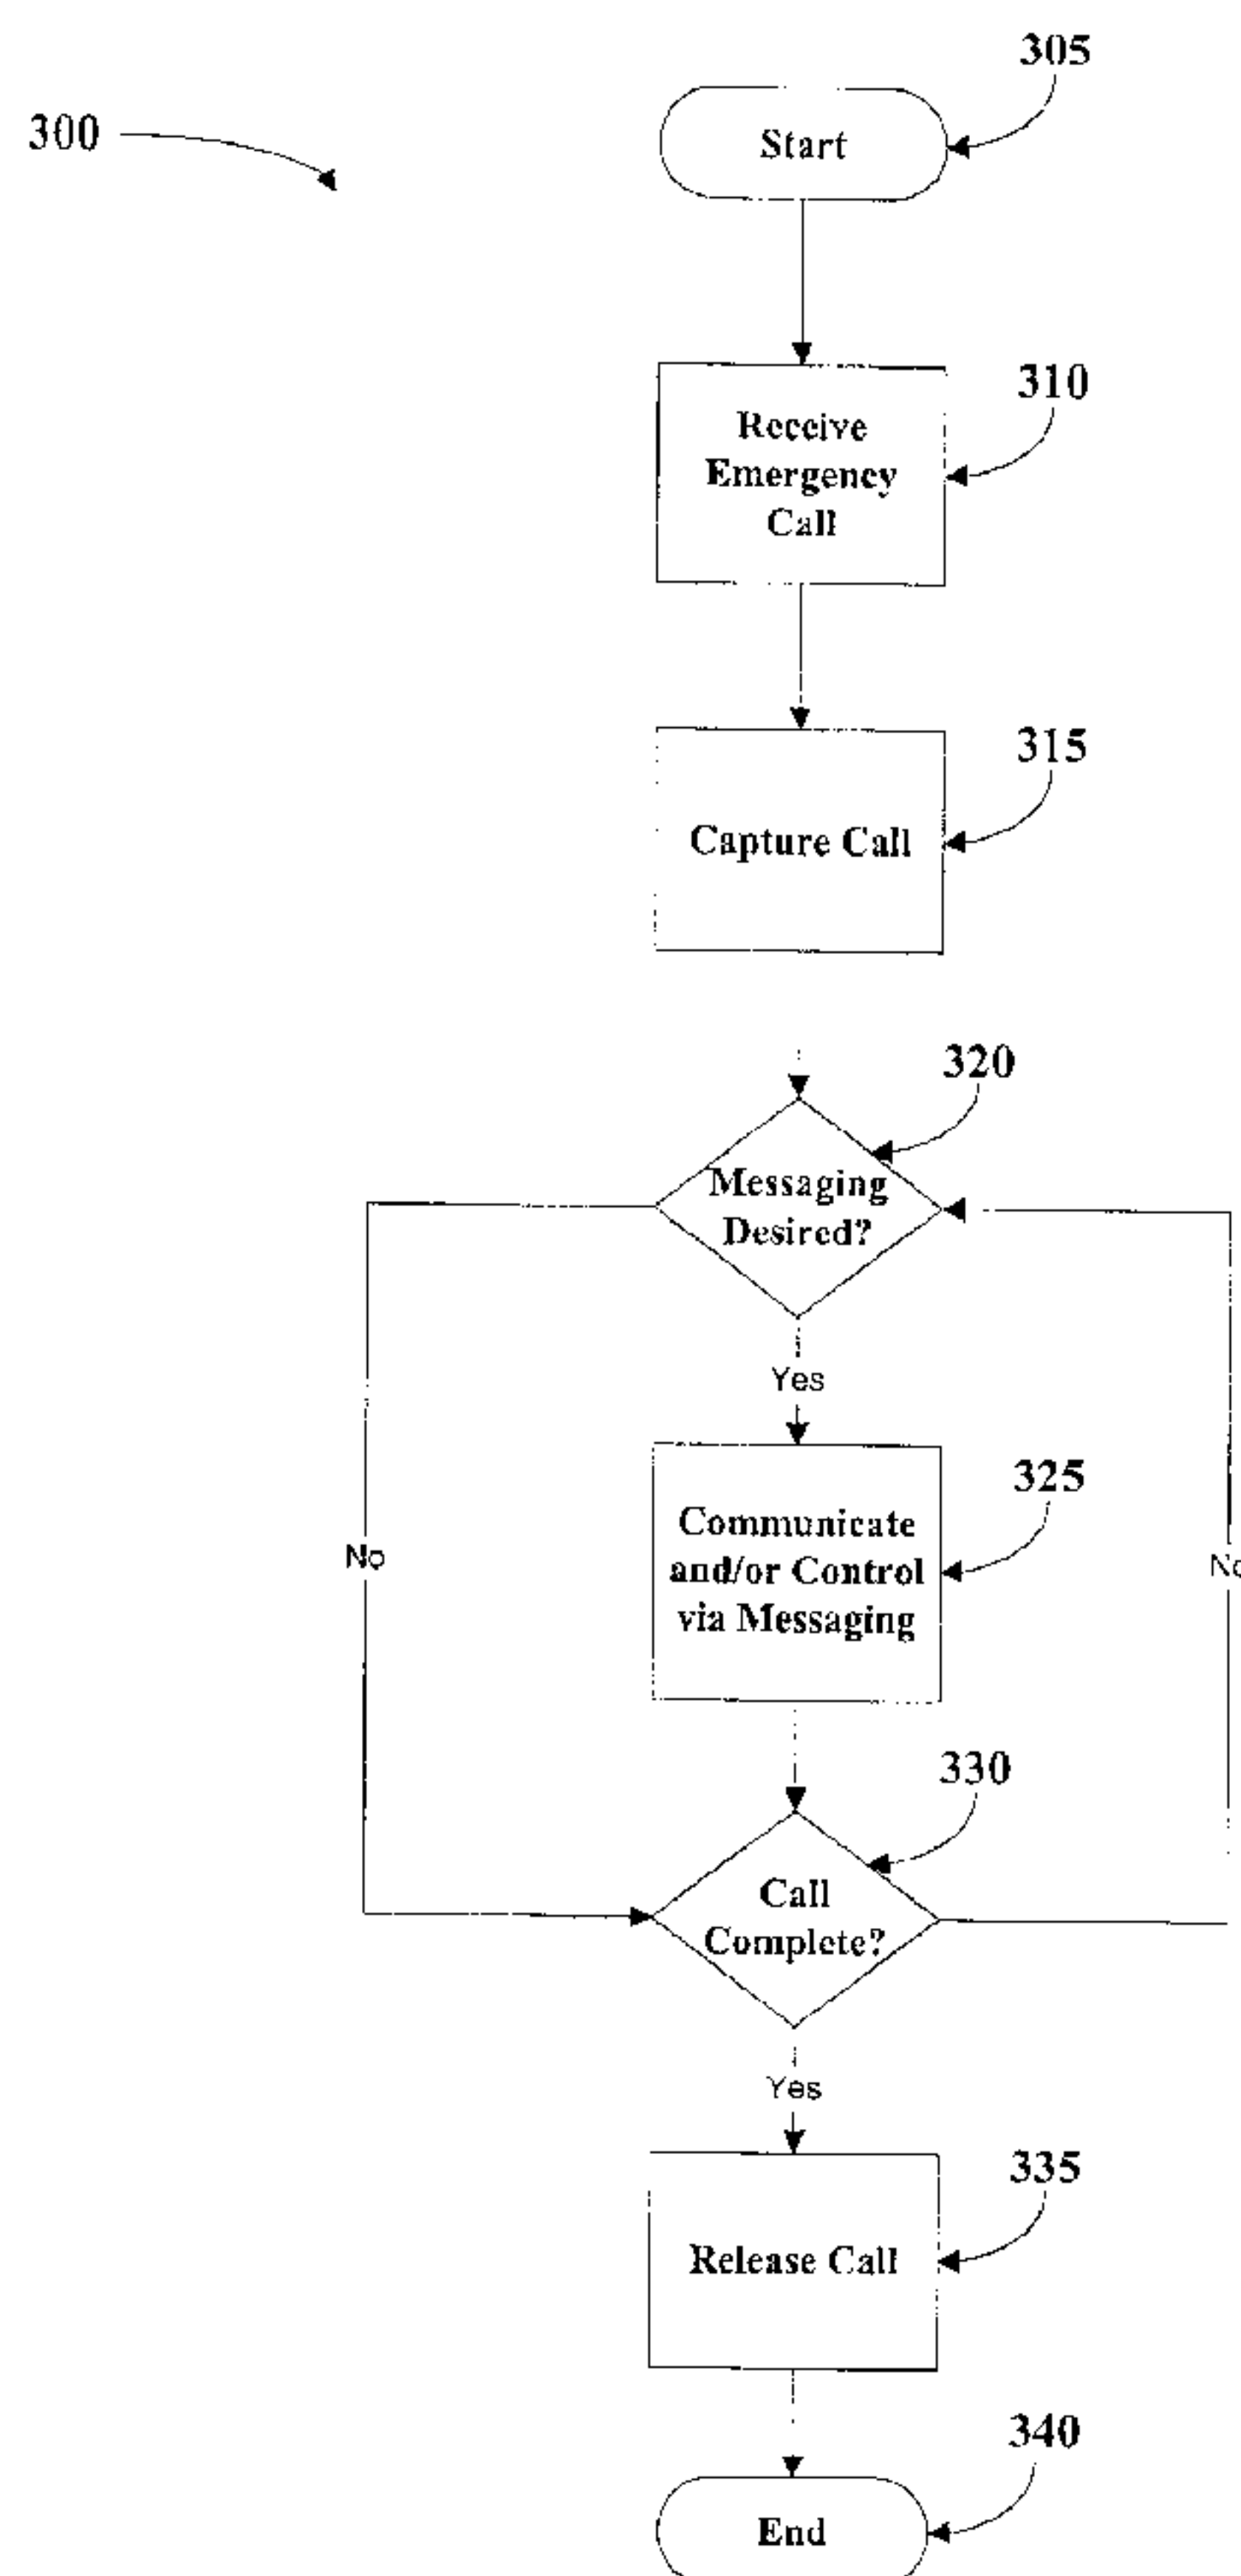 305
300
Start
310
Receive
Emergency
Call
315
Capture Call
320
Messaging
Desired?
Yes
325
Communicate
and/or Control
via Messaging
No
No
330
Call
Complete?
Yes
335
Release Call
340
End